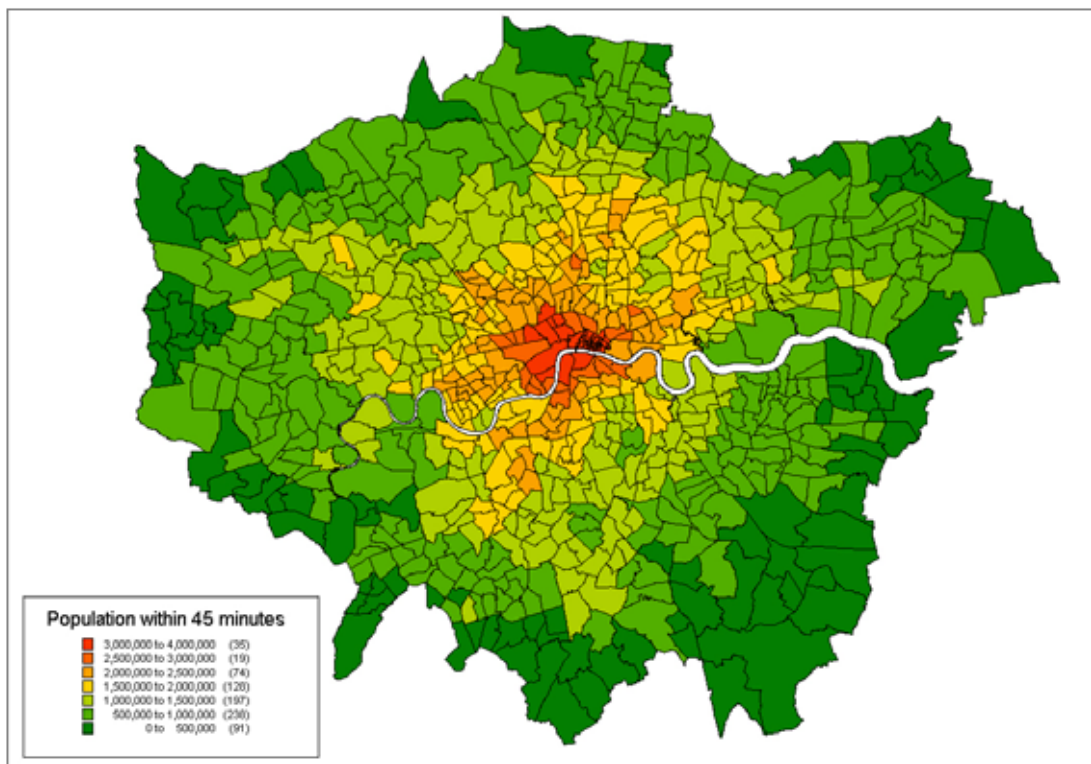 Population within 45 minutes
3,000,000 to 4,000,000 (35)
2,500,000 to 3,000,000 (19)
2,000,000 to 2,500,000 (74)
1,500,000 to 2,000,000 (128)
1,000,000 to 1,500,000 (197)
500,000 to 1,000,000 (238)
0 to 500,000 (91)